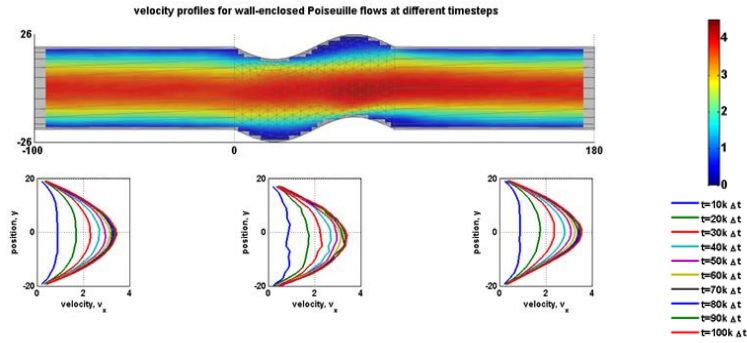 velocity profiles for wall-enclosed Poiseuille flows at different timesteps
26
-26
-100
0
180
4
3
2
1
0
20
0
-20
position, y
0
2
4
velocity, v_x
20
0
-20
position, y
0
2
4
velocity, v_x
20
0
-20
position, y
0
2
4
velocity, v_x
t=10k Δt
t=20k Δt
t=30k Δt
t=40k Δt
t=50k Δt
t=60k Δt
t=70k Δt
t=80k Δt
t=90k Δt
t=100k Δt